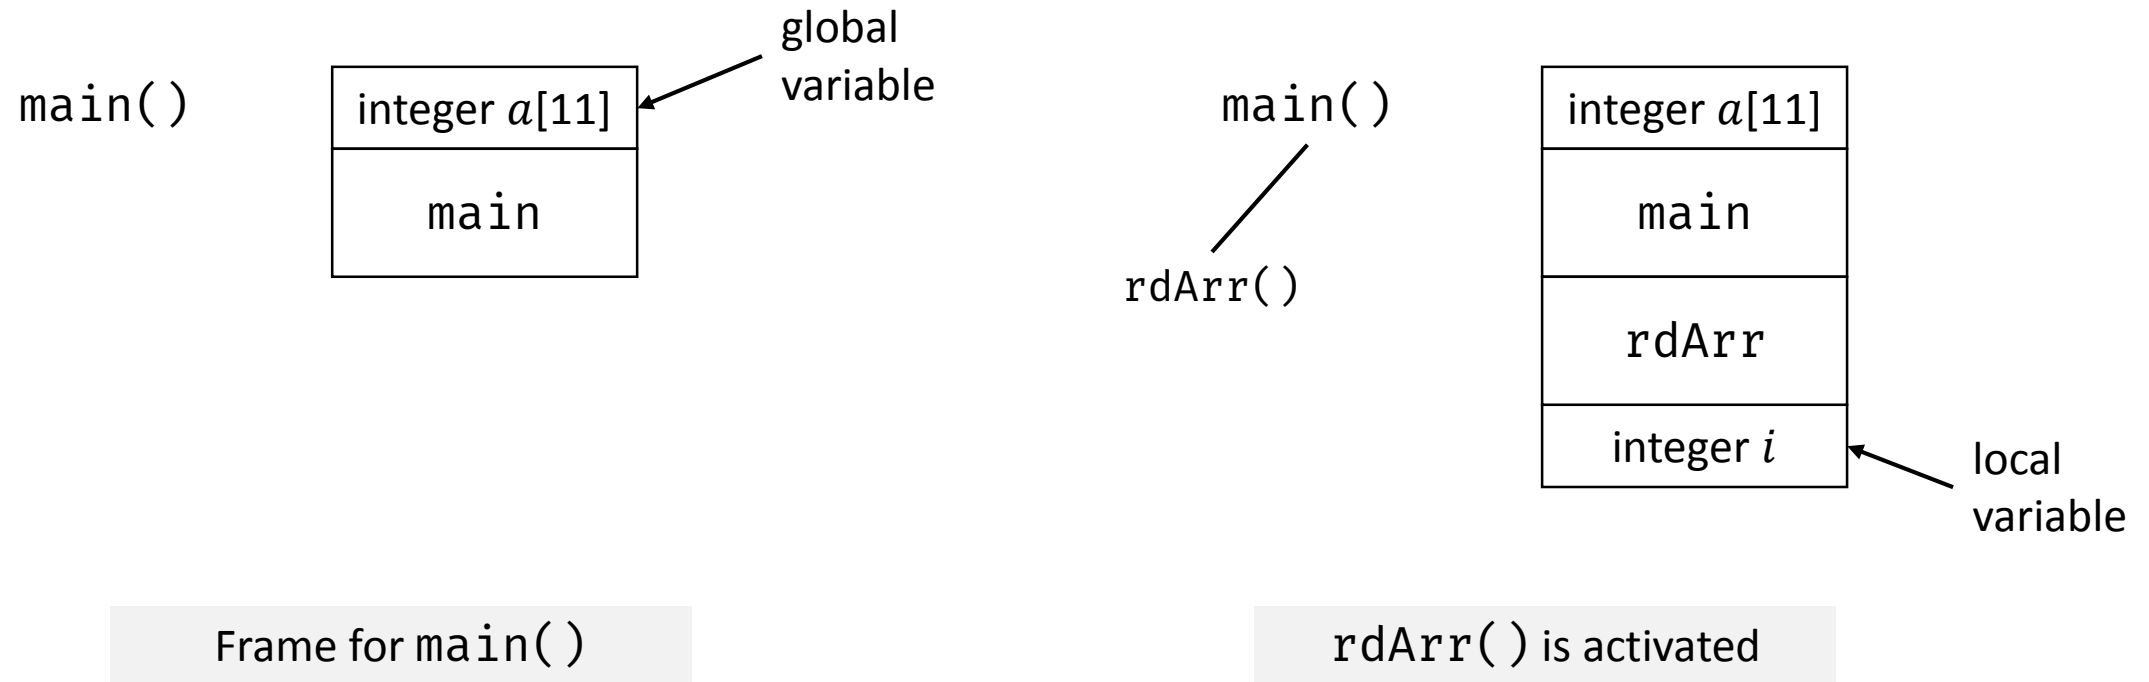 global
variable
main()
integer a[11]
main
Frame for main()
main()
integer a[11]
main
rdArr()
rdArr
integer i
local
variable
rdArr() is activated